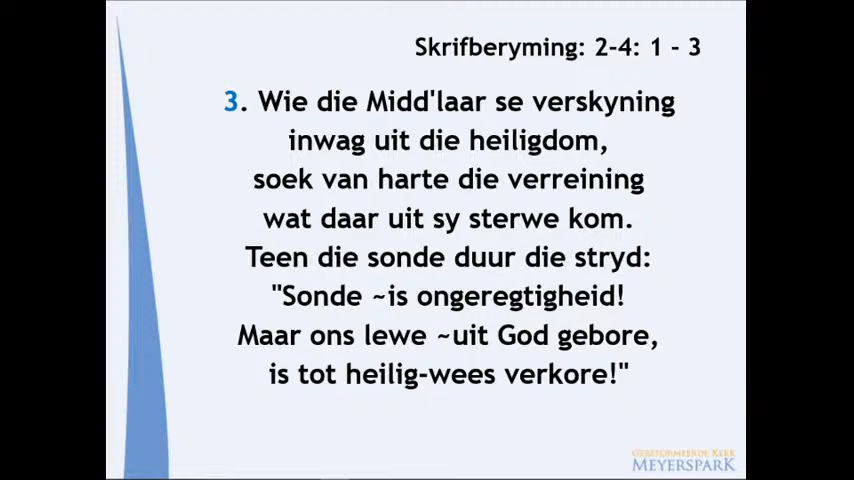 Skrifberyming: 2-4: 1 - 3
3. Wie die Midd'laar se verskyning
inwag uit die heiligdom,
soek van harte die verreining
wat daar uit sy sterwe kom.
Teen die sonde duur die stryd:
"Sonde ~is ongeregtigheid!
Maar ons lewe ~uit God gebore,
is tot heilig-wees verkore!"
GEREFORMEERDE KERK
MEYERSPARK